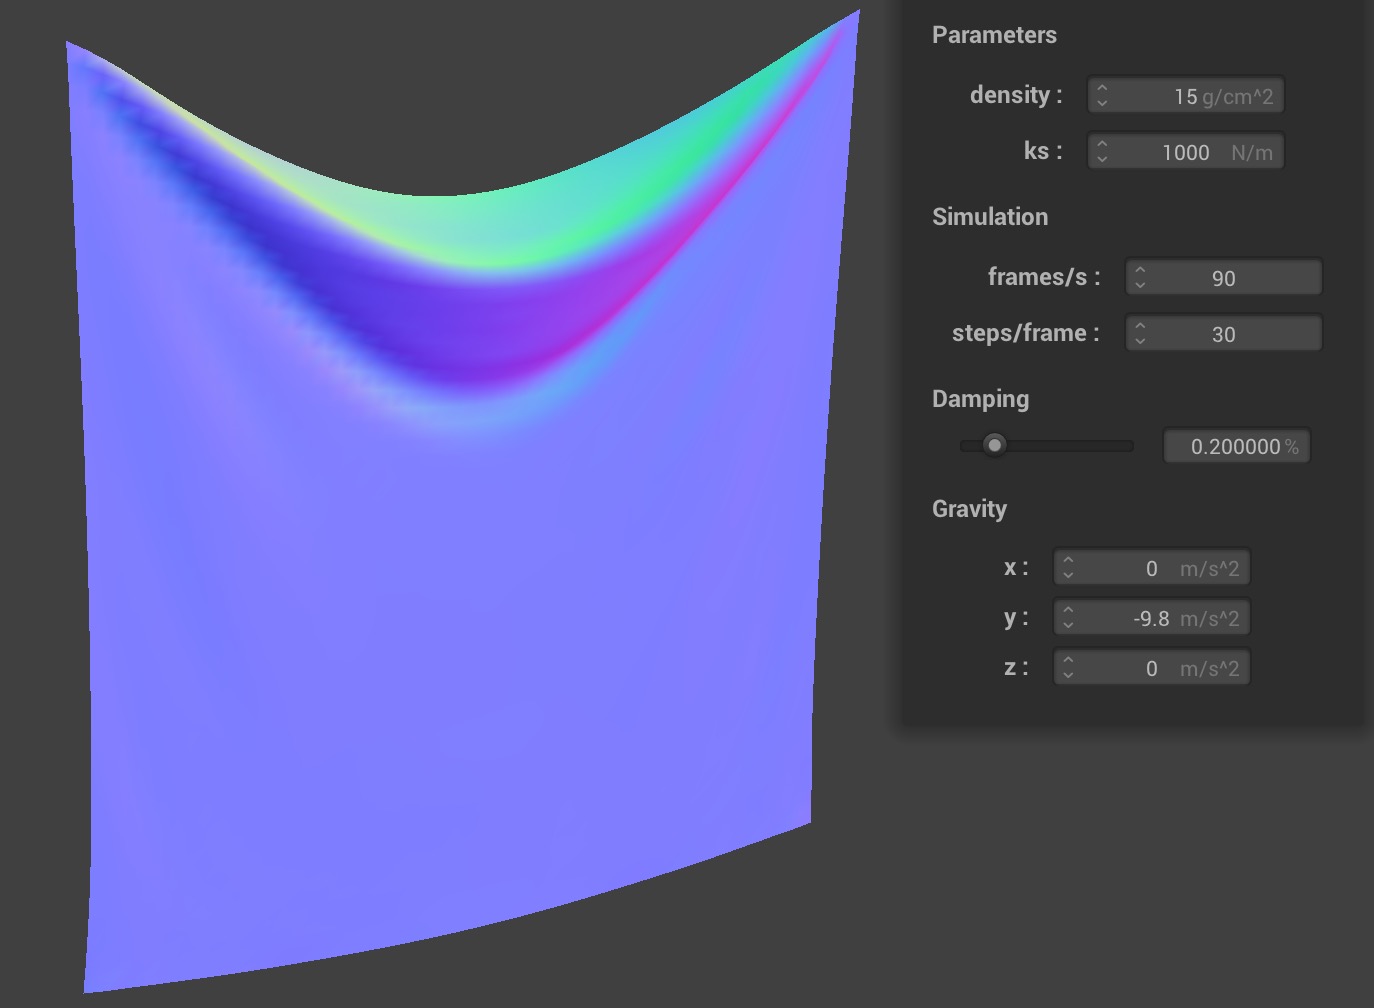 Parameters
density : 15 g/cm^2
ks : 1000 N/m
Simulation
frames/s : 90
steps/frame : 30
Damping
0.200000 %
Gravity
x : 0 m/s^2
y : -9.8 m/s^2
z : 0 m/s^2